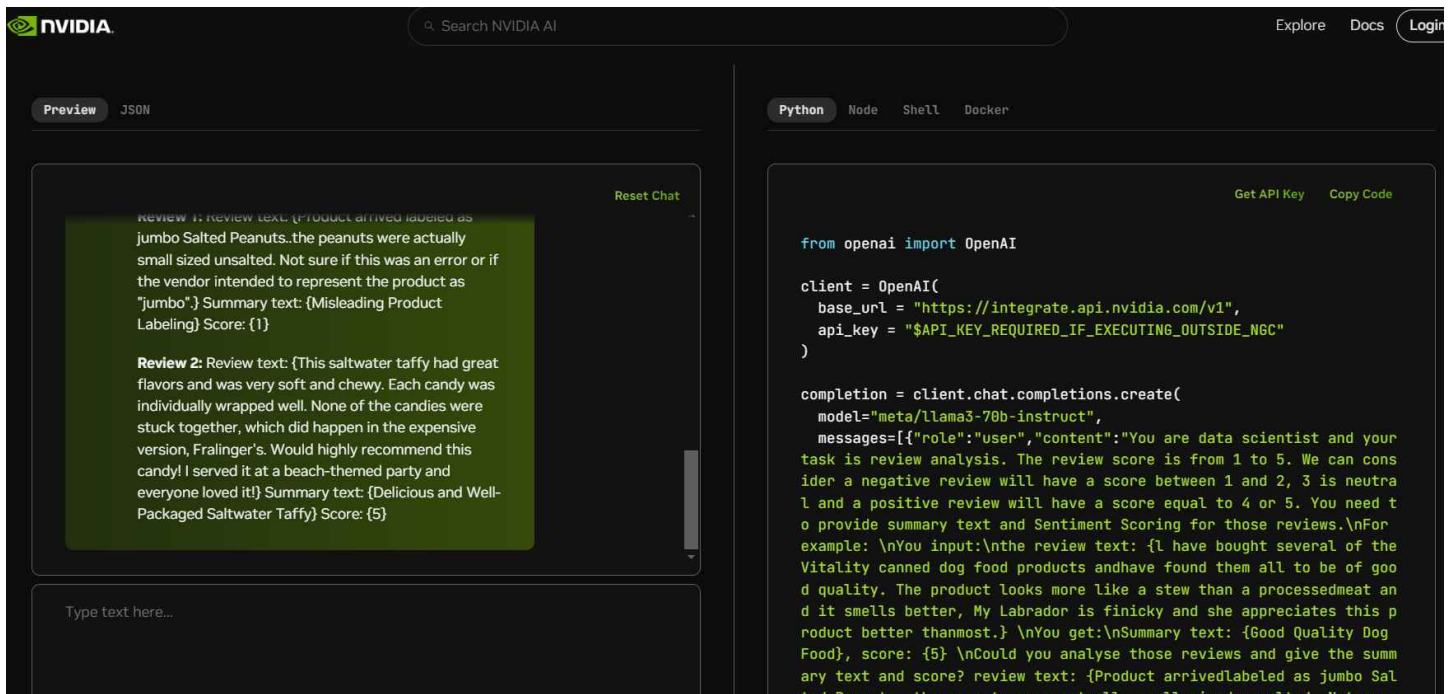 NVIDIA.
Search NVIDIA AI
Explore Docs Login
Preview JSON
Reset Chat
Review 1: Review text: {Product arrived labeled as
jumbo Salted Peanuts..the peanuts were actually
small sized unsalted. Not sure if this was an error or if
the vendor intended to represent the product as
"jumbo".} Summary text: {Misleading Product
Labeling} Score: {1}
Review 2: Review text: {This saltwater taffy had great
flavors and was very soft and chewy. Each candy was
individually wrapped well. None of the candies were
stuck together, which did happen in the expensive
version, Fralinger's. Would highly recommend this
candy! I served it at a beach-themed party and
everyone loved it!} Summary text: {Delicious and Well-
Packaged Saltwater Taffy} Score: {5}
Type text here...
Python Node Shell Docker
Get API Key Copy Code
from openai import OpenAI
client = OpenAI(
base_url = "https://integrate.api.nvidia.com/v1",
api_key = "$API_KEY_REQUIRED_IF_EXECUTING_OUTSIDE_NGC"
)
completion = client.chat.completions.create(
model="meta/llama3-70b-instruct",
messages=[{"role":"user","content":"You are data scientist and your
task is review analysis. The review score is from 1 to 5. We can cons
ider a negative review will have a score between 1 and 2, 3 is neutra
l and a positive review will have a score equal to 4 or 5. You need t
o provide summary text and Sentiment Scoring for those reviews.\nFor
example: \nYou input:\nthe review text: {l have bought several of the
Vitality canned dog food products andhave found them all to be of goo
d quality. The product looks more like a stew than a processedmeat an
d it smells better, My Labrador is finicky and she appreciates this p
roduct better thanmost.} \nYou get:\nSummary text: {Good Quality Dog
Food}, score: {5} \nCould you analyse those reviews and give the summ
ary text and score? review text: {Product arrivedlabeled as jumbo Sal